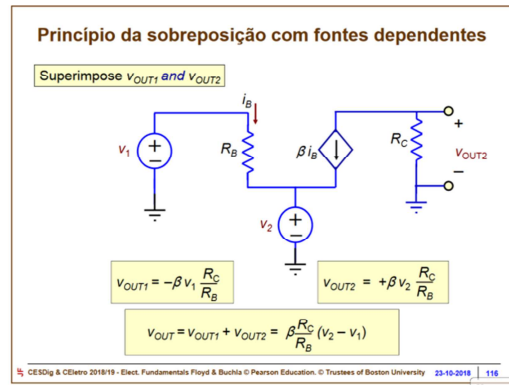 Princípio da sobreposição com fontes dependentes
Superimpose vOUT1 and vOUT2
iB
v1
+
−
RB
βiB
RC
+
vOUT2
−
v2
+
−
vOUT1 = −β v1 RC/RB
vOUT2 = +β v2 RC/RB
vOUT = vOUT1 + vOUT2 = β RC/RB (v2 − v1)
CESDig & CEletro 2018/19 - Elect. Fundamentals Floyd & Buchla © Pearson Education. © Trustees of Boston University 23-10-2018 116